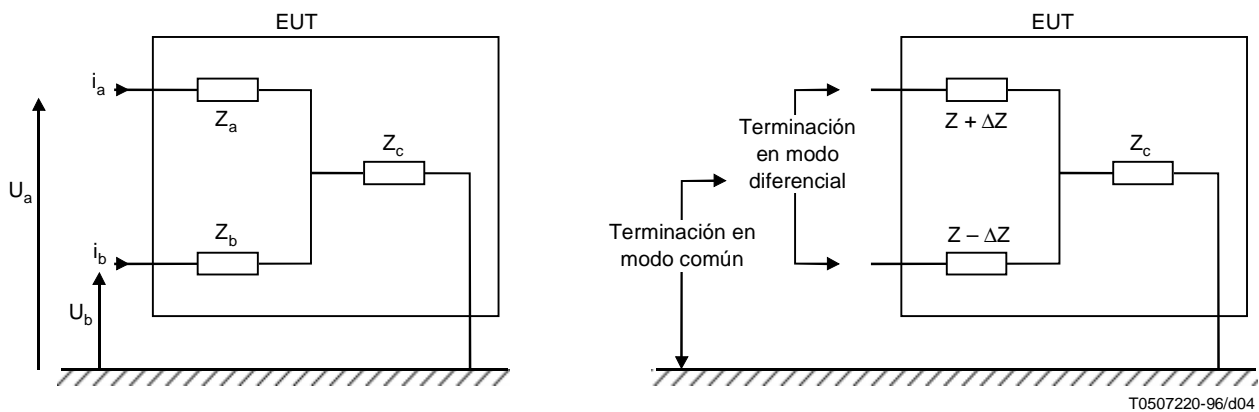 EUT
i_a
Z_a
Z_c
U_a
Z_b
i_b
U_b
EUT
Z + ΔZ
Terminación
en modo
diferencial
Z_c
Terminación en
modo común
Z – ΔZ
T0507220-96/d04